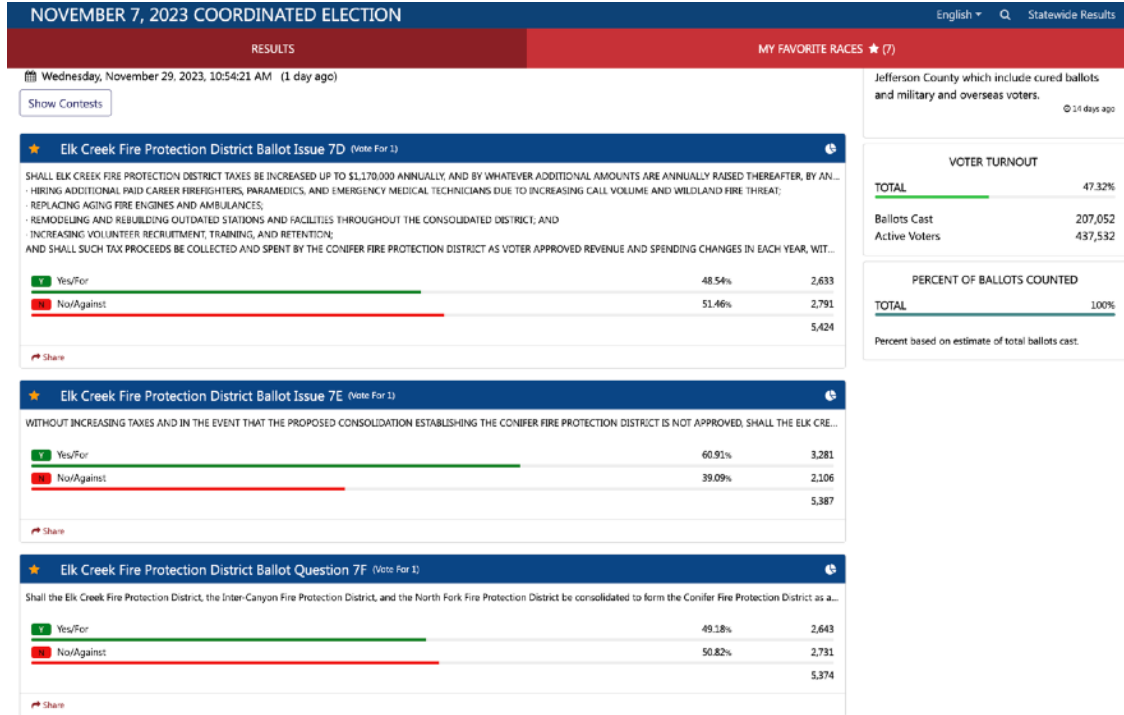 NOVEMBER 7, 2023 COORDINATED ELECTION
English
Statewide Results
RESULTS
MY FAVORITE RACES ★ (7)
Wednesday, November 29, 2023, 10:54:21 AM (1 day ago)
Show Contests
Jefferson County which include cured ballots
and military and overseas voters.
14 days ago
Elk Creek Fire Protection District Ballot Issue 7D (Vote For 1)
SHALL ELK CREEK FIRE PROTECTION DISTRICT TAXES BE INCREASED UP TO $1,170,000 ANNUALLY, AND BY WHATEVER ADDITIONAL AMOUNTS ARE ANNUALLY RAISED THEREAFTER, BY AN...
· HIRING ADDITIONAL PAID CAREER FIREFIGHTERS, PARAMEDICS, AND EMERGENCY MEDICAL TECHNICIANS DUE TO INCREASING CALL VOLUME AND WILDLAND FIRE THREAT;
· REPLACING AGING FIRE ENGINES AND AMBULANCES;
· REMODELING AND REBUILDING OUTDATED STATIONS AND FACILITIES THROUGHOUT THE CONSOLIDATED DISTRICT; AND
· INCREASING VOLUNTEER RECRUITMENT, TRAINING, AND RETENTION;
AND SHALL SUCH TAX PROCEEDS BE COLLECTED AND SPENT BY THE CONIFER FIRE PROTECTION DISTRICT AS VOTER APPROVED REVENUE AND SPENDING CHANGES IN EACH YEAR, WIT...
Y Yes/For 48.54% 2,633
N No/Against 51.46% 2,791
5,424
Share
VOTER TURNOUT
TOTAL 47.32%
Ballots Cast 207,052
Active Voters 437,532
PERCENT OF BALLOTS COUNTED
TOTAL 100%
Percent based on estimate of total ballots cast.
Elk Creek Fire Protection District Ballot Issue 7E (Vote For 1)
WITHOUT INCREASING TAXES AND IN THE EVENT THAT THE PROPOSED CONSOLIDATION ESTABLISHING THE CONIFER FIRE PROTECTION DISTRICT IS NOT APPROVED, SHALL THE ELK CRE...
Y Yes/For 60.91% 3,281
N No/Against 39.09% 2,106
5,387
Share
Elk Creek Fire Protection District Ballot Question 7F (Vote For 1)
Shall the Elk Creek Fire Protection District, the Inter-Canyon Fire Protection District, and the North Fork Fire Protection District be consolidated to form the Conifer Fire Protection District as a...
Y Yes/For 49.18% 2,643
N No/Against 50.82% 2,731
5,374
Share